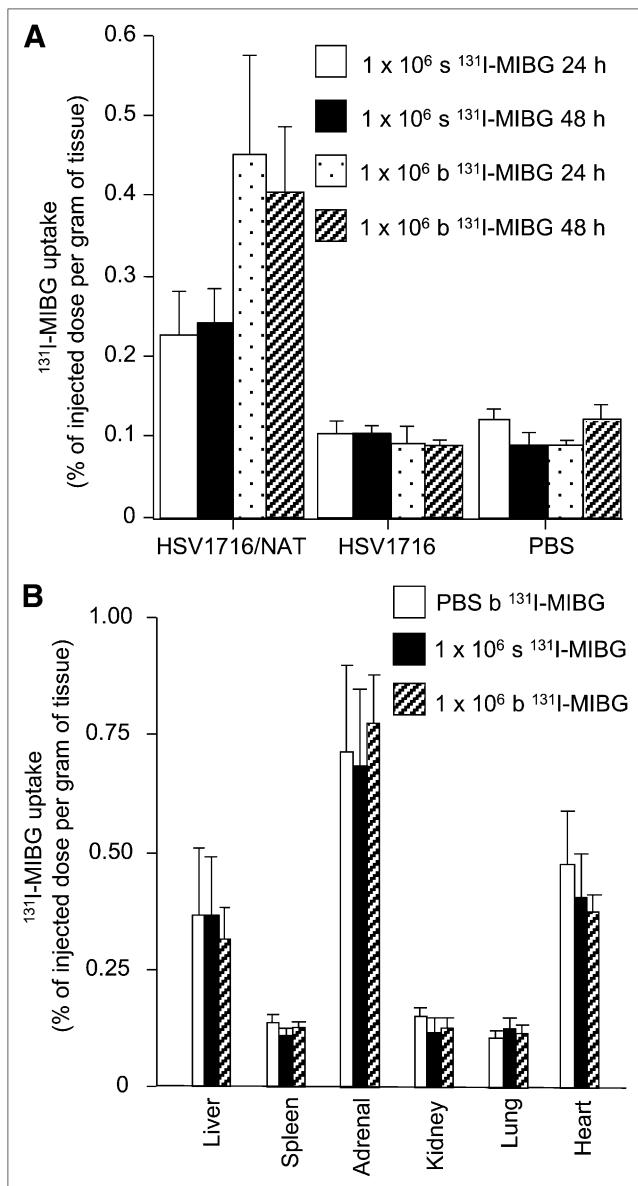 A
0.6
0.5
0.4
0.3
0.2
0.1
0
¹³¹I-MIBG uptake
(% of injected dose per gram of tissue)
1 x 10⁶ s ¹³¹I-MIBG 24 h
1 x 10⁶ s ¹³¹I-MIBG 48 h
1 x 10⁶ b ¹³¹I-MIBG 24 h
1 x 10⁶ b ¹³¹I-MIBG 48 h
HSV1716/NAT HSV1716 PBS
B
1.00
0.75
0.50
0.25
0
¹³¹I-MIBG uptake
(% of injected dose per gram of tissue)
PBS b ¹³¹I-MIBG
1 x 10⁶ s ¹³¹I-MIBG
1 x 10⁶ b ¹³¹I-MIBG
Liver
Spleen
Adrenal
Kidney
Lung
Heart